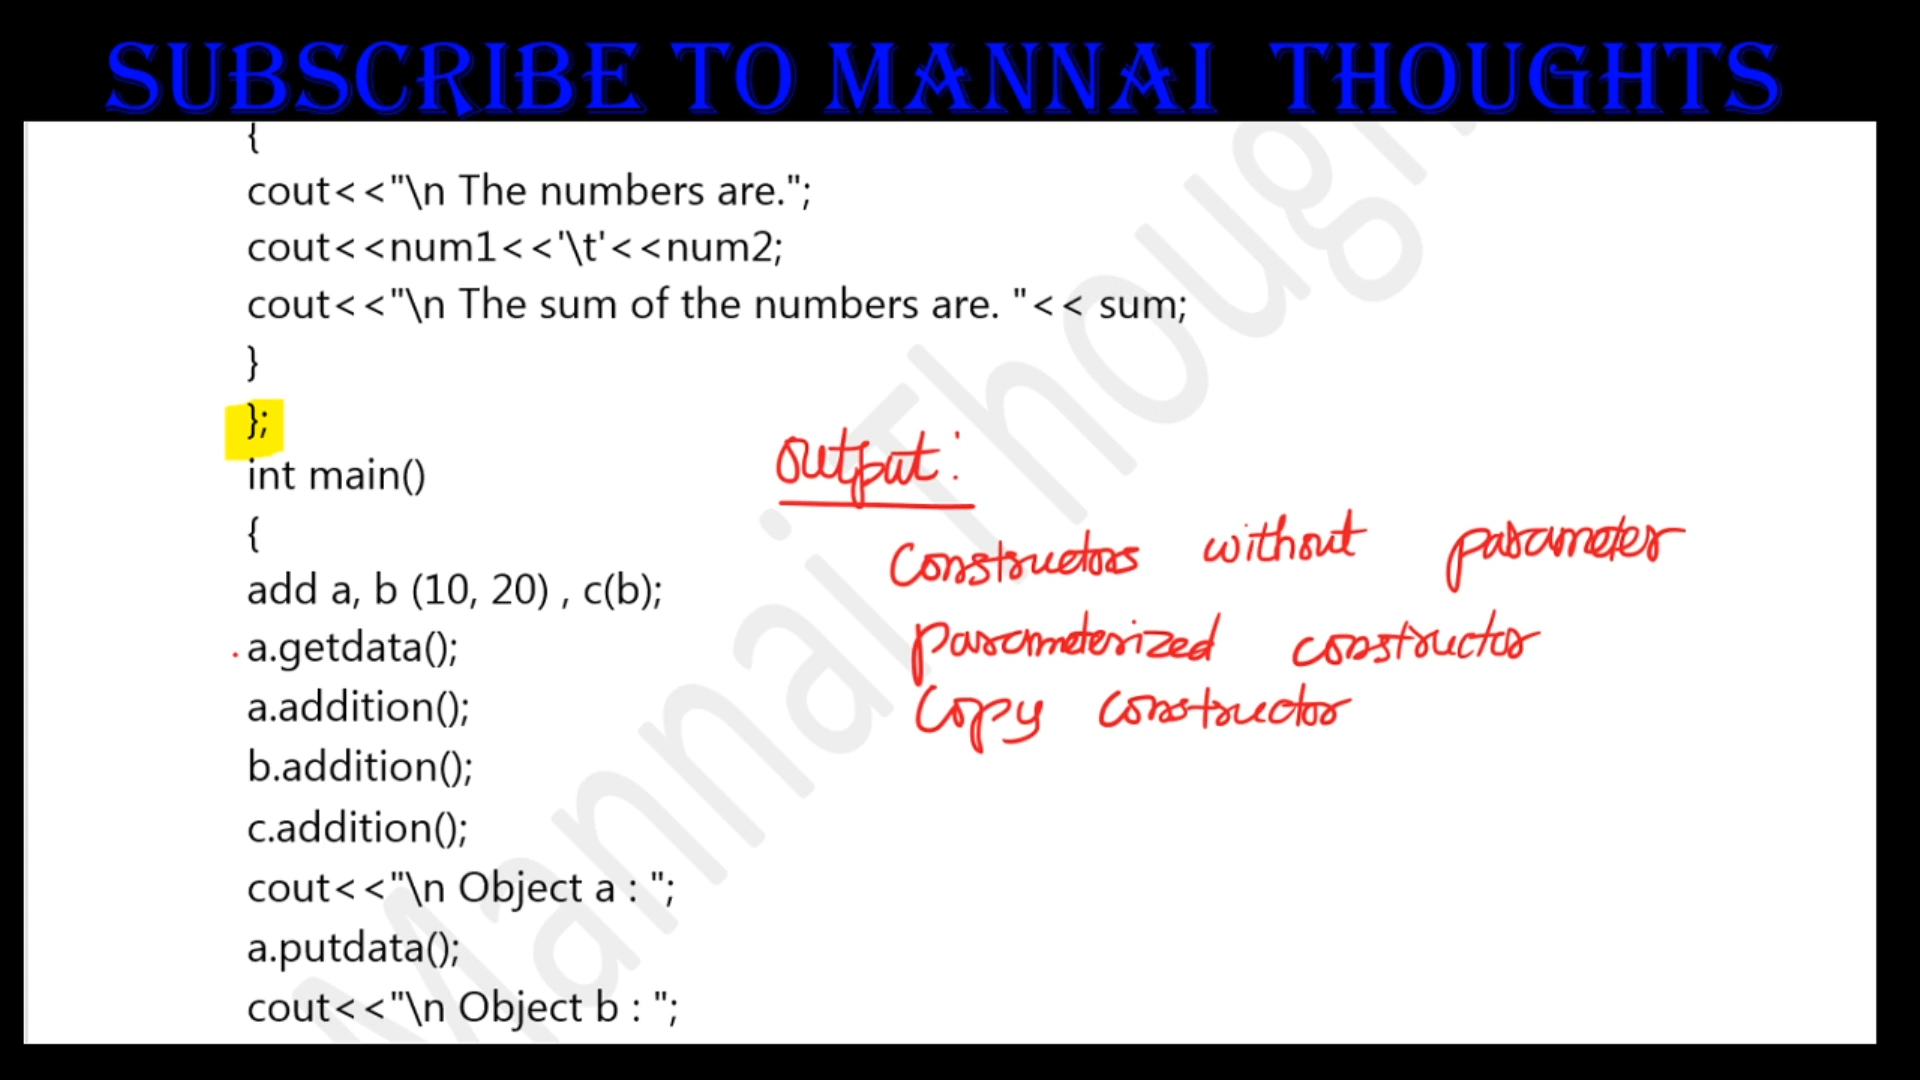 SUBSCRIBE TO MANNAI THOUGHTS
{
cout<<"\n The numbers are.";
cout<<num1<<'\t'<<num2;
cout<<"\n The sum of the numbers are. "<< sum;
}
};
int main()
{
add a, b (10, 20) , c(b);
a.getdata();
a.addition();
b.addition();
c.addition();
cout<<"\n Object a : ";
a.putdata();
cout<<"\n Object b : ";
output:
Constructors without parameter
parameterized constructor
Copy constructor
Mannai Though